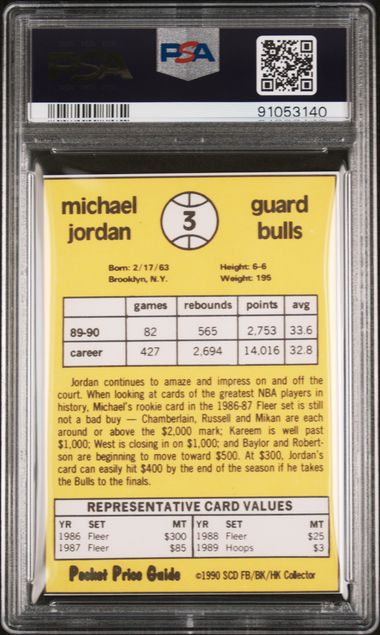 PSA
PSA
91053140
michael jordan
3
guard bulls
Born: 2/17/63
Brooklyn, N.Y.
Height: 6-6
Weight: 195
games rebounds points avg
89-90 82 565 2,753 33.6
career 427 2,694 14,016 32.8
Jordan continues to amaze and impress on and off the
court. When looking at cards of the greatest NBA players in
history, Michael's rookie card in the 1986-87 Fleer set is still
not a bad buy — Chamberlain, Russell and Mikan are each
around or above the $2,000 mark; Kareem is well past
$1,000; West is closing in on $1,000; and Baylor and Robert-
son are beginning to move toward $500. At $300, Jordan's
card can easily hit $400 by the end of the season if he takes
the Bulls to the finals.
REPRESENTATIVE CARD VALUES
YR SET MT YR SET MT
1986 Fleer $300 1988 Fleer $25
1987 Fleer $85 1989 Hoops $3
Pocket Price Guide ©1990 SCD FB/BK/HK Collector